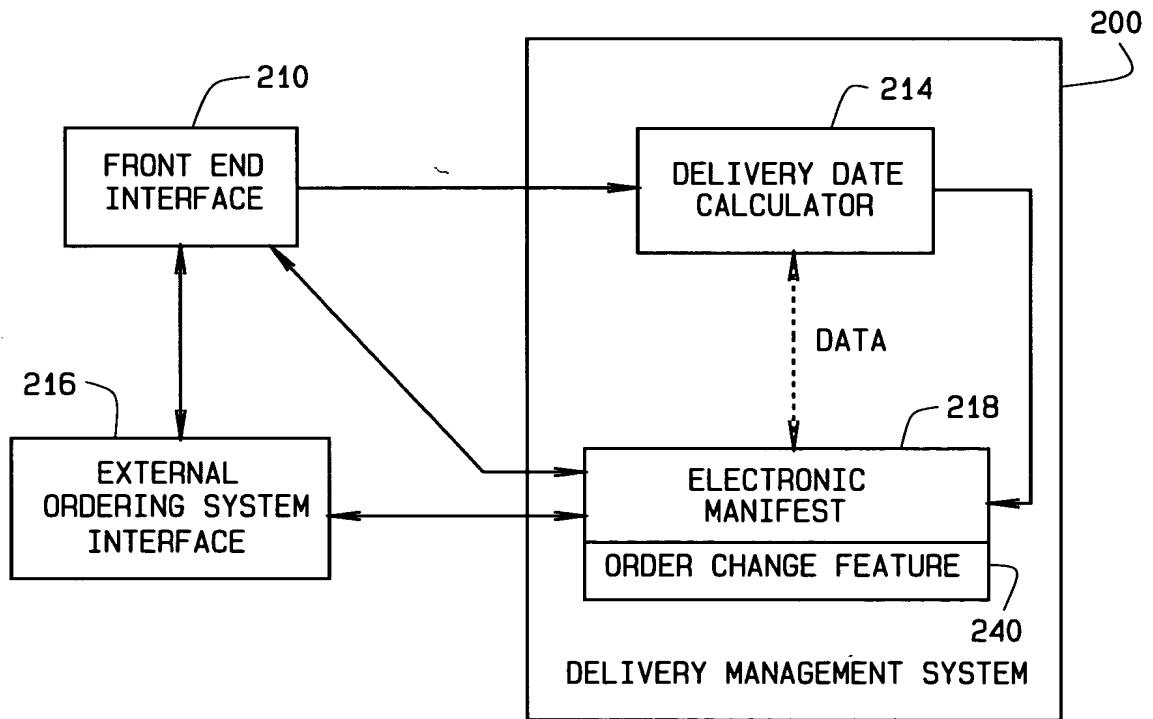 200
210
214
FRONT END
INTERFACE
DELIVERY DATE
CALCULATOR
DATA
216
218
EXTERNAL
ORDERING SYSTEM
INTERFACE
ELECTRONIC
MANIFEST
ORDER CHANGE FEATURE
240
DELIVERY MANAGEMENT SYSTEM